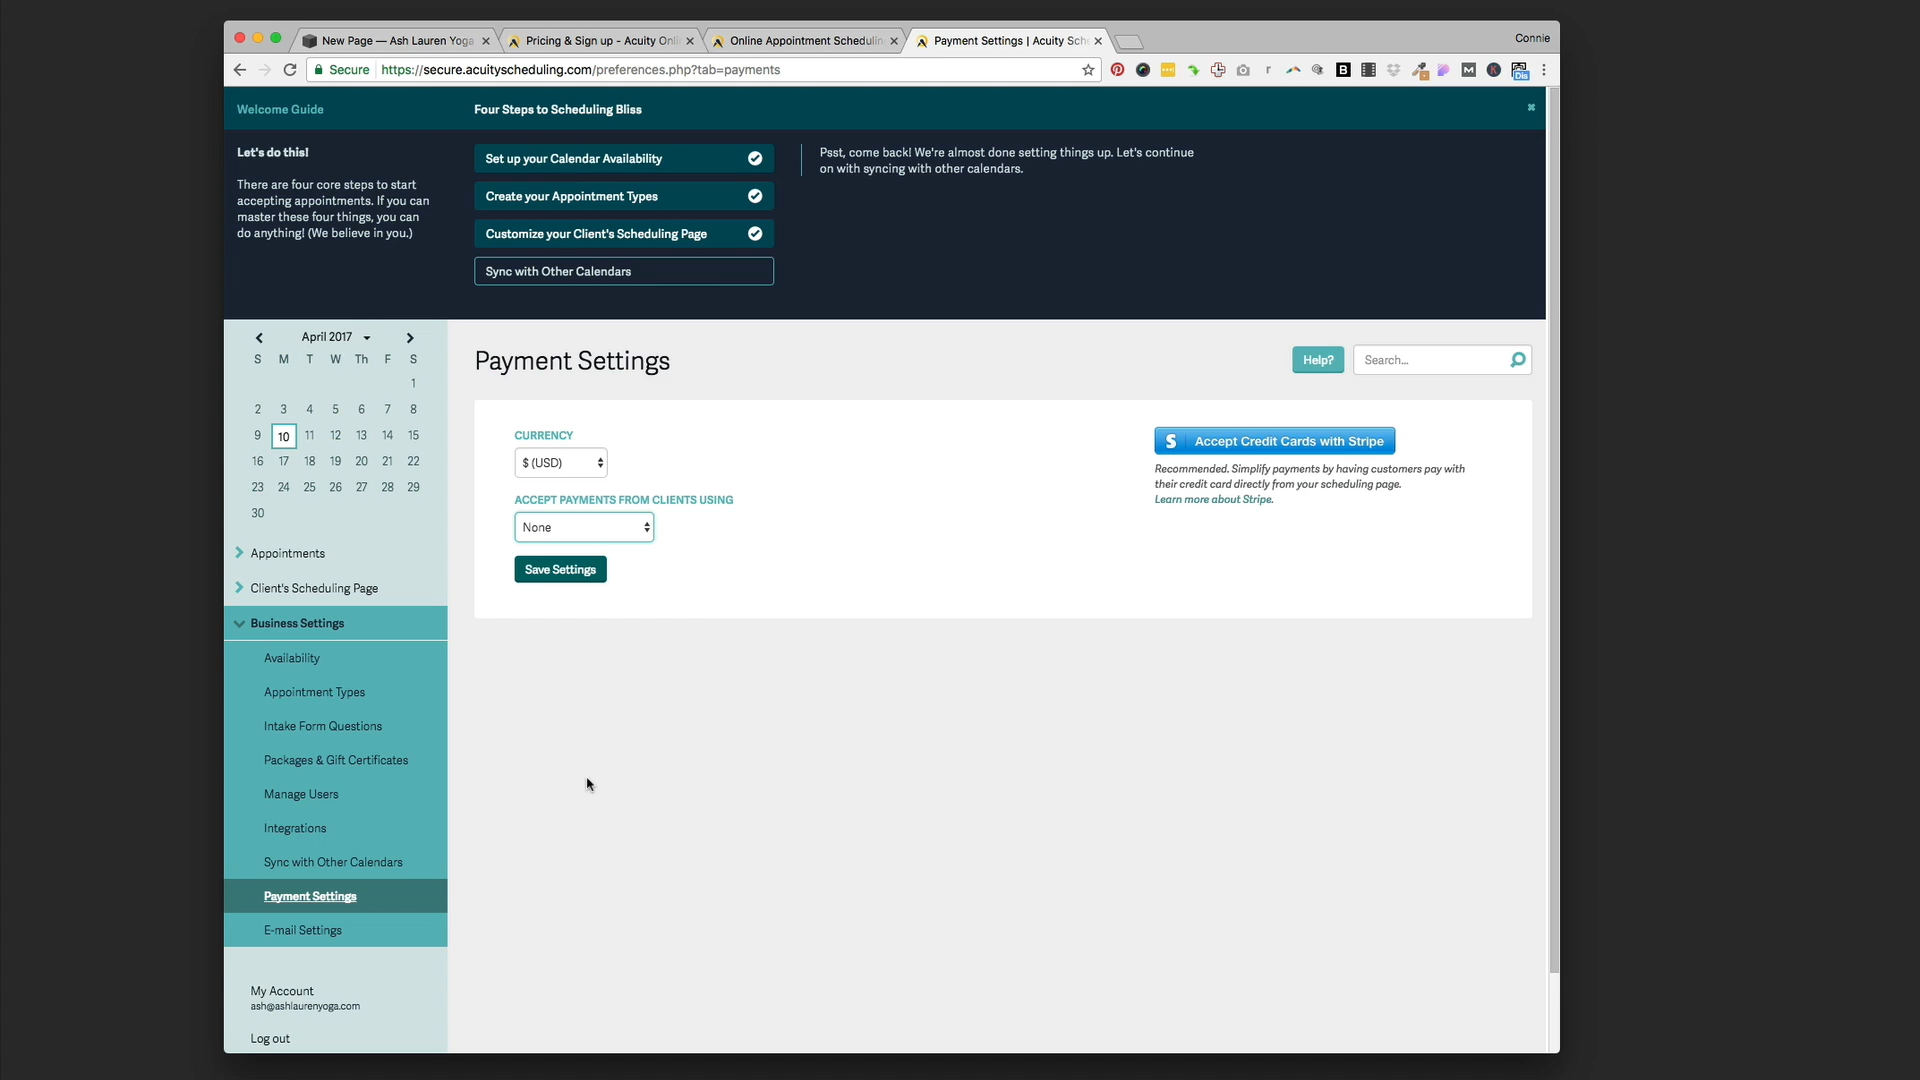 New Page — Ash Lauren Yoga
Pricing & Sign up - Acuity Onli
Online Appointment Schedulin
Payment Settings | Acuity Sch
Connie
Secure
https://secure.acuityscheduling.com/preferences.php?tab=payments
Welcome Guide
Four Steps to Scheduling Bliss
Let's do this!
There are four core steps to start
accepting appointments. If you can
master these four things, you can
do anything! (We believe in you.)
Set up your Calendar Availability
Create your Appointment Types
Customize your Client's Scheduling Page
Sync with Other Calendars
Psst, come back! We're almost done setting things up. Let's continue
on with syncing with other calendars.
April 2017
S M T W Th F S
1
2 3 4 5 6 7 8
9 10 11 12 13 14 15
16 17 18 19 20 21 22
23 24 25 26 27 28 29
30
Appointments
Client's Scheduling Page
Business Settings
Availability
Appointment Types
Intake Form Questions
Packages & Gift Certificates
Manage Users
Integrations
Sync with Other Calendars
Payment Settings
E-mail Settings
My Account
ash@ashlaurenyoga.com
Log out
Payment Settings
Help?
Search...
CURRENCY
$ (USD)
ACCEPT PAYMENTS FROM CLIENTS USING
None
Save Settings
S Accept Credit Cards with Stripe
Recommended. Simplify payments by having customers pay with
their credit card directly from your scheduling page.
Learn more about Stripe.